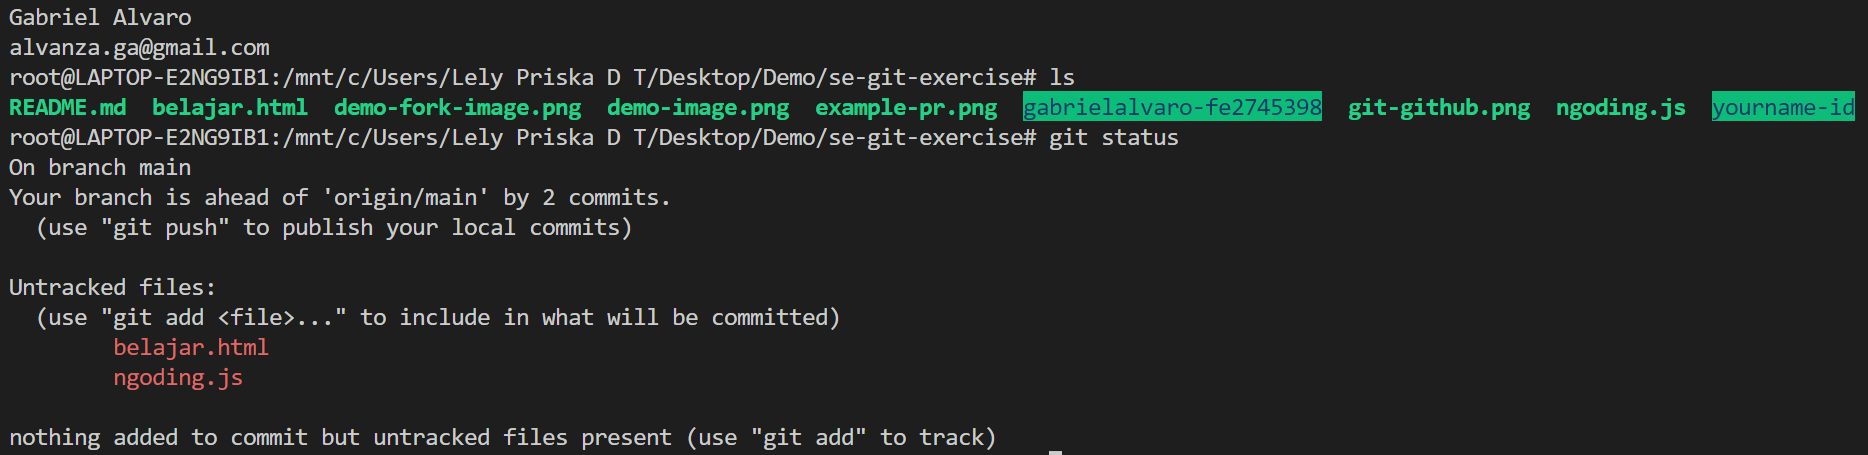 Gabriel Alvaro
alvanza.ga@gmail.com
root@LAPTOP-E2NG9IB1:/mnt/c/Users/Lely Priska D T/Desktop/Demo/se-git-exercise# ls
README.md  belajar.html  demo-fork-image.png  demo-image.png  example-pr.png  gabrielalvaro-fe2745398  git-github.png  ngoding.js  yourname-id
root@LAPTOP-E2NG9IB1:/mnt/c/Users/Lely Priska D T/Desktop/Demo/se-git-exercise# git status
On branch main
Your branch is ahead of 'origin/main' by 2 commits.
  (use "git push" to publish your local commits)

Untracked files:
  (use "git add <file>..." to include in what will be committed)
        belajar.html
        ngoding.js

nothing added to commit but untracked files present (use "git add" to track)